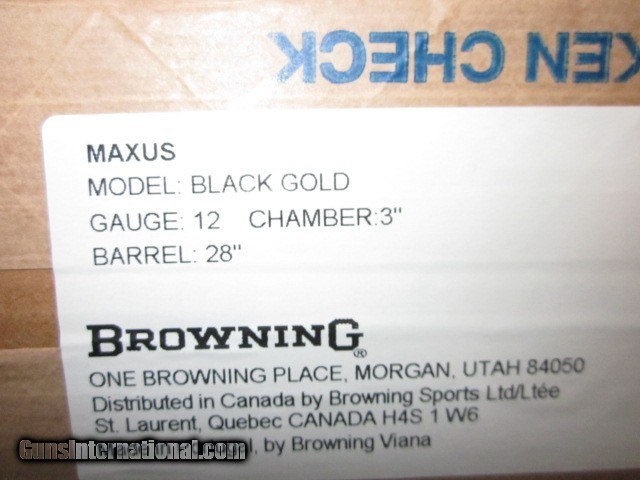 KEN CHECK
MAXUS
MODEL: BLACK GOLD
GAUGE: 12 CHAMBER:3"
BARREL: 28"
BROWNING®
ONE BROWNING PLACE, MORGAN, UTAH 84050
Distributed in Canada by Browning Sports Ltd/Ltée
St. Laurent, Quebec CANADA H4S 1 W6
by Browning Viana
GunsInternational.com